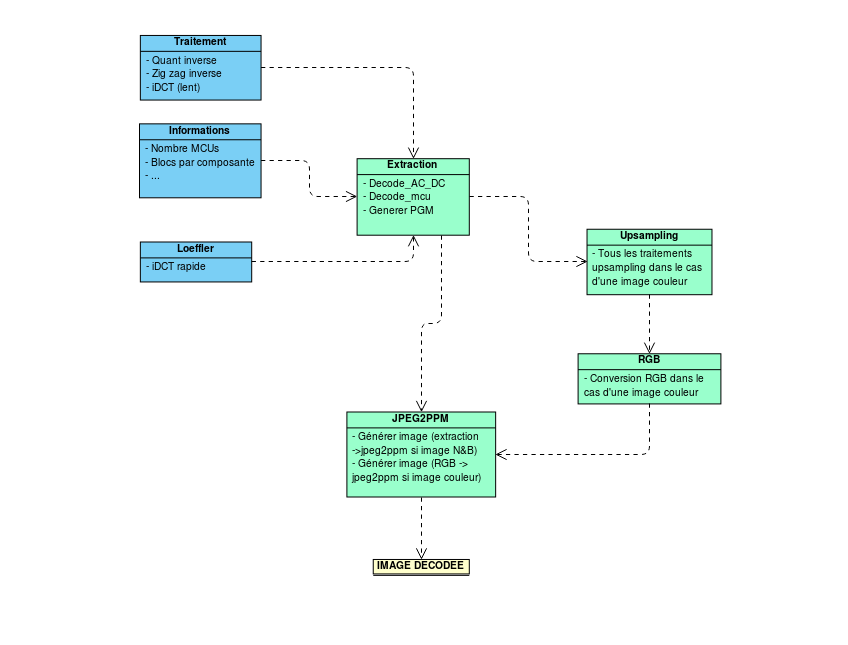 Traitement
- Quant inverse
- Zig zag inverse
- iDCT (lent)
Informations
- Nombre MCUs
- Blocs par composante
- ...
Extraction
- Decode_AC_DC
- Decode_mcu
- Generer PGM
Loeffler
- iDCT rapide
Upsampling
- Tous les traitements
upsampling dans le cas
d'une image couleur
RGB
- Conversion RGB dans le
cas d'une image couleur
JPEG2PPM
- Générer image (extraction
->jpeg2ppm si image N&B)
- Générer image (RGB ->
jpeg2ppm si image couleur)
IMAGE DECODEE